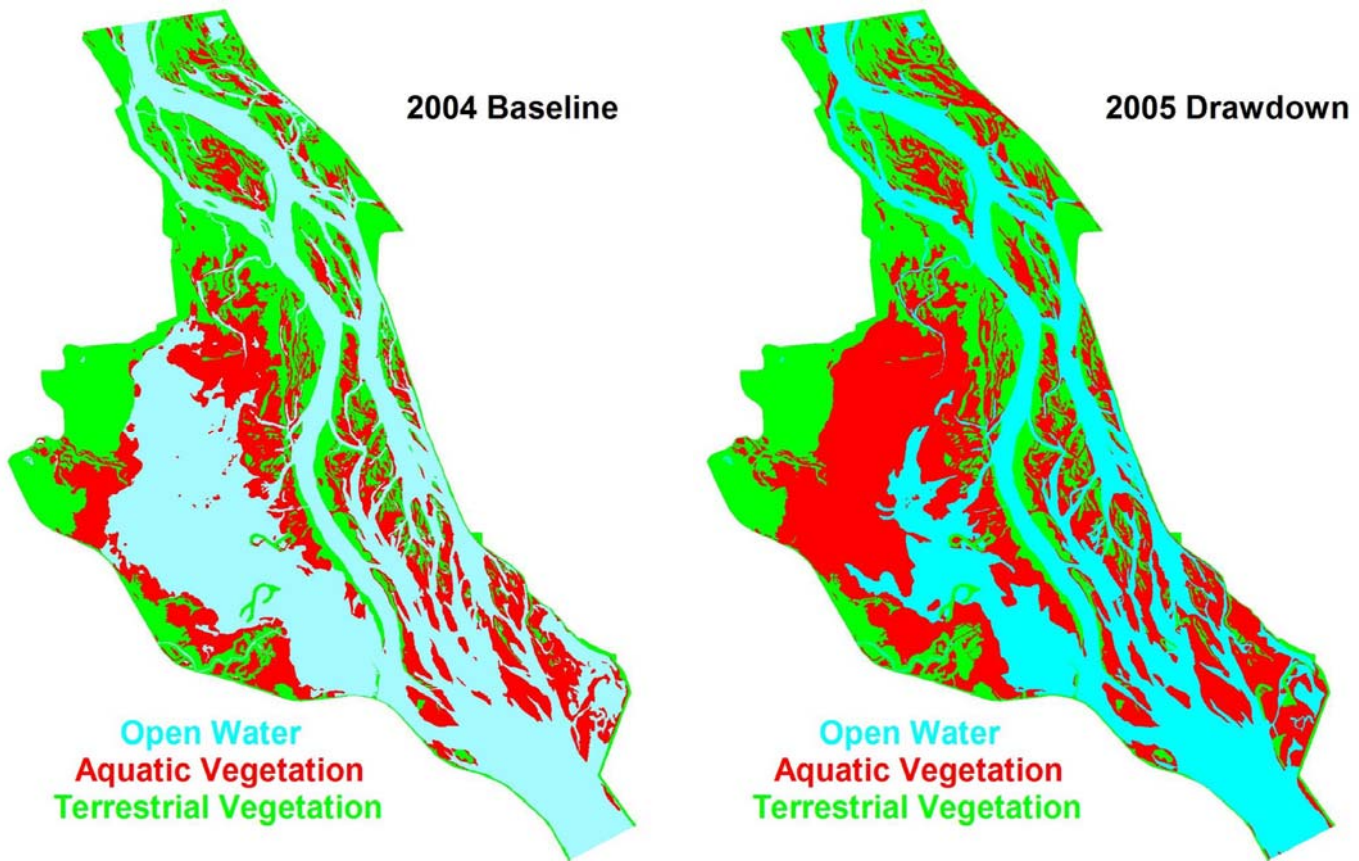 2004 Baseline
Open Water
Aquatic Vegetation
Terrestrial Vegetation
2005 Drawdown
Open Water
Aquatic Vegetation
Terrestrial Vegetation